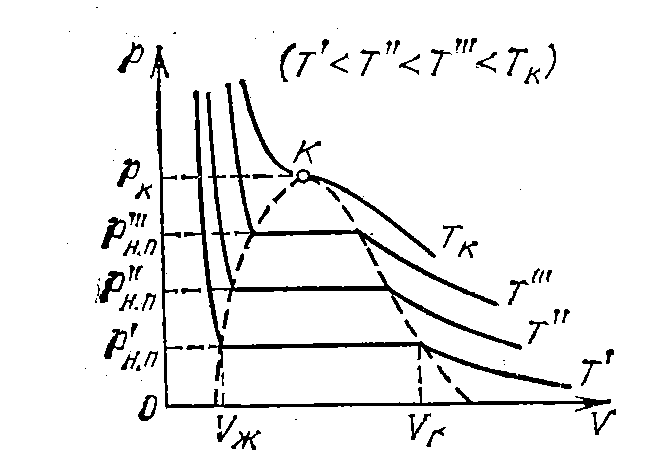 p (T' < T'' < T''' < Tк)
K
pк
p'''н.п Tк
p''н.п T'''
p'н.п T''
T'
0 Vж Vг V